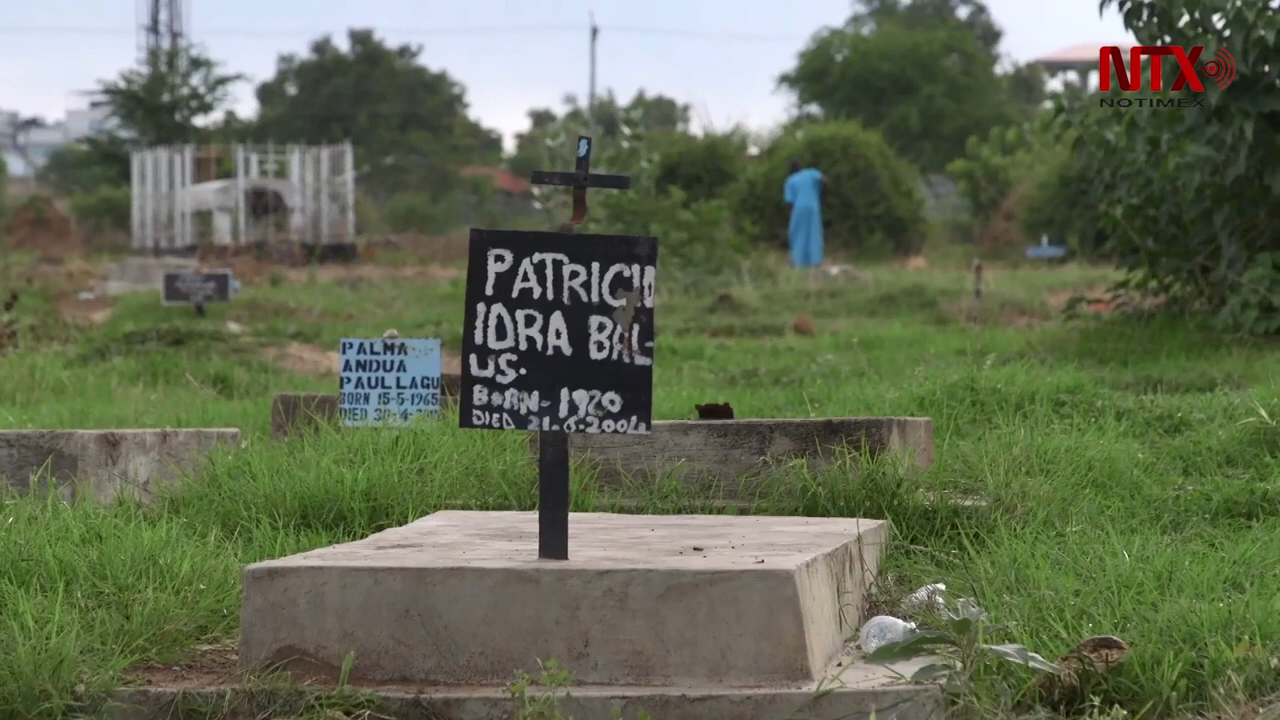 NTX
NOTIMEX
PATRICIO
IDRA BAL-
US.
BORN-1920
DIED 21.6.2004
PALMA
ANDUA
PAUL LAGU
BORN 15-5-1965
DIED 30-4-